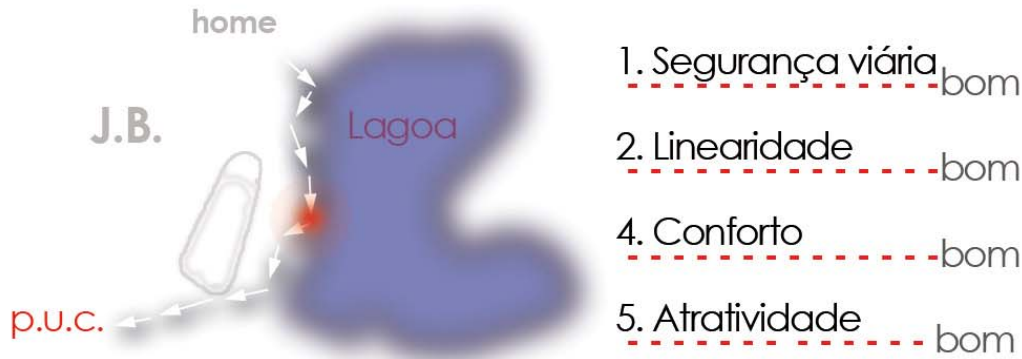 home
J.B.
Lagoa
p.u.c.
1. Segurança viária bom
2. Linearidade bom
4. Conforto bom
5. Atratividade bom